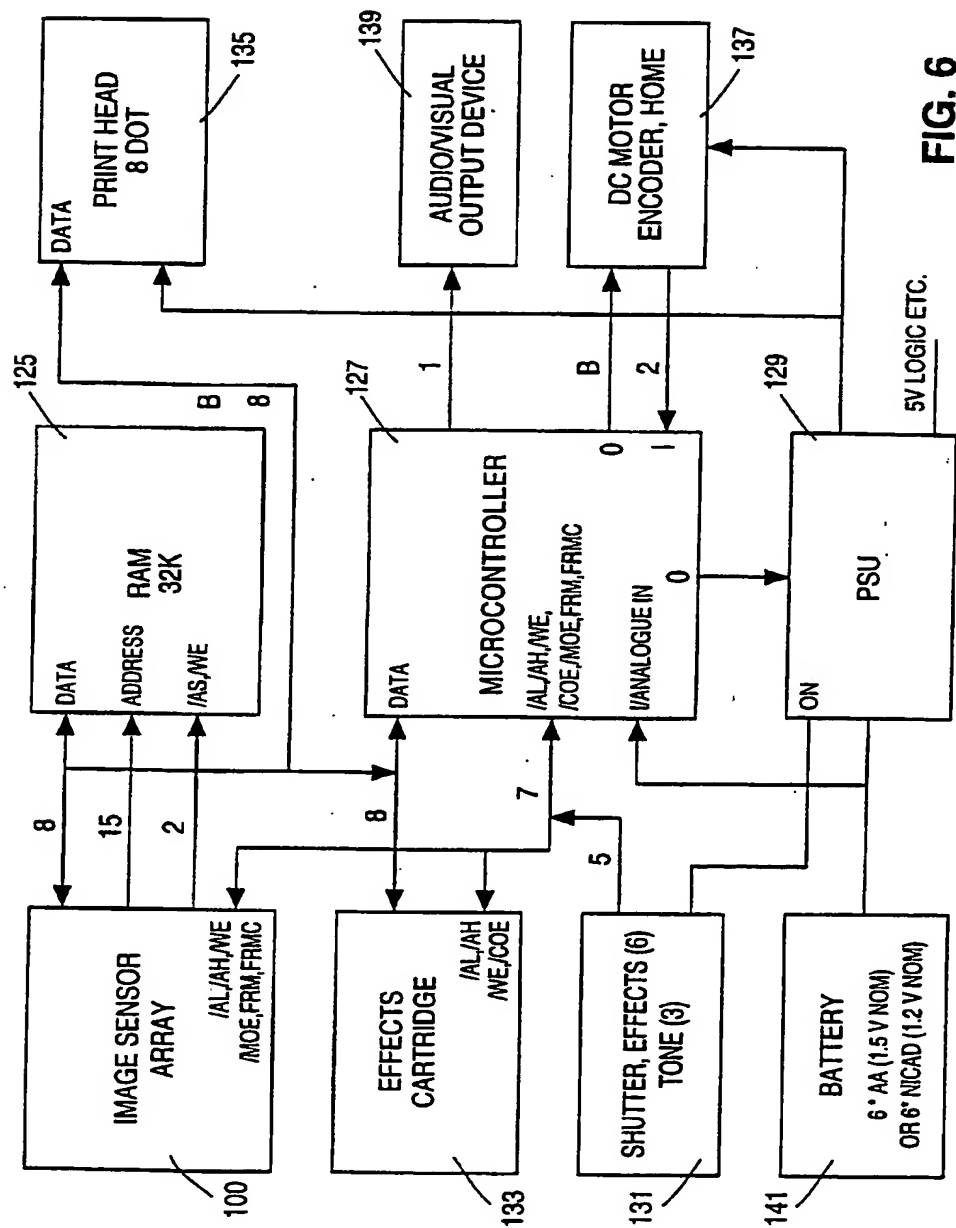 IMAGE SENSOR
ARRAY
/AL,/AH,/WE
/MOE,FRM,FRMC
100
8
15
2
DATA
ADDRESS
/AS,/WE
RAM
32K
125
B
8
DATA
PRINT HEAD
8 DOT
135
EFFECTS
CARTRIDGE
/AL,/AH
/WE,/COE
133
8
7
DATA
MICROCONTROLLER
/AL,/AH,/WE,
/COE,/MOE,FRM,FRMC
I/ANALOGUE IN
O
O
I
127
1
AUDIO/VISUAL
OUTPUT DEVICE
139
B
2
DC MOTOR
ENCODER, HOME
137
SHUTTER, EFFECTS (6)
TONE (3)
131
5
BATTERY
6* AA (1.5 V NOM)
OR 6* NICAD (1.2 V NOM)
141
ON
PSU
129
5V LOGIC ETC.
FIG. 6